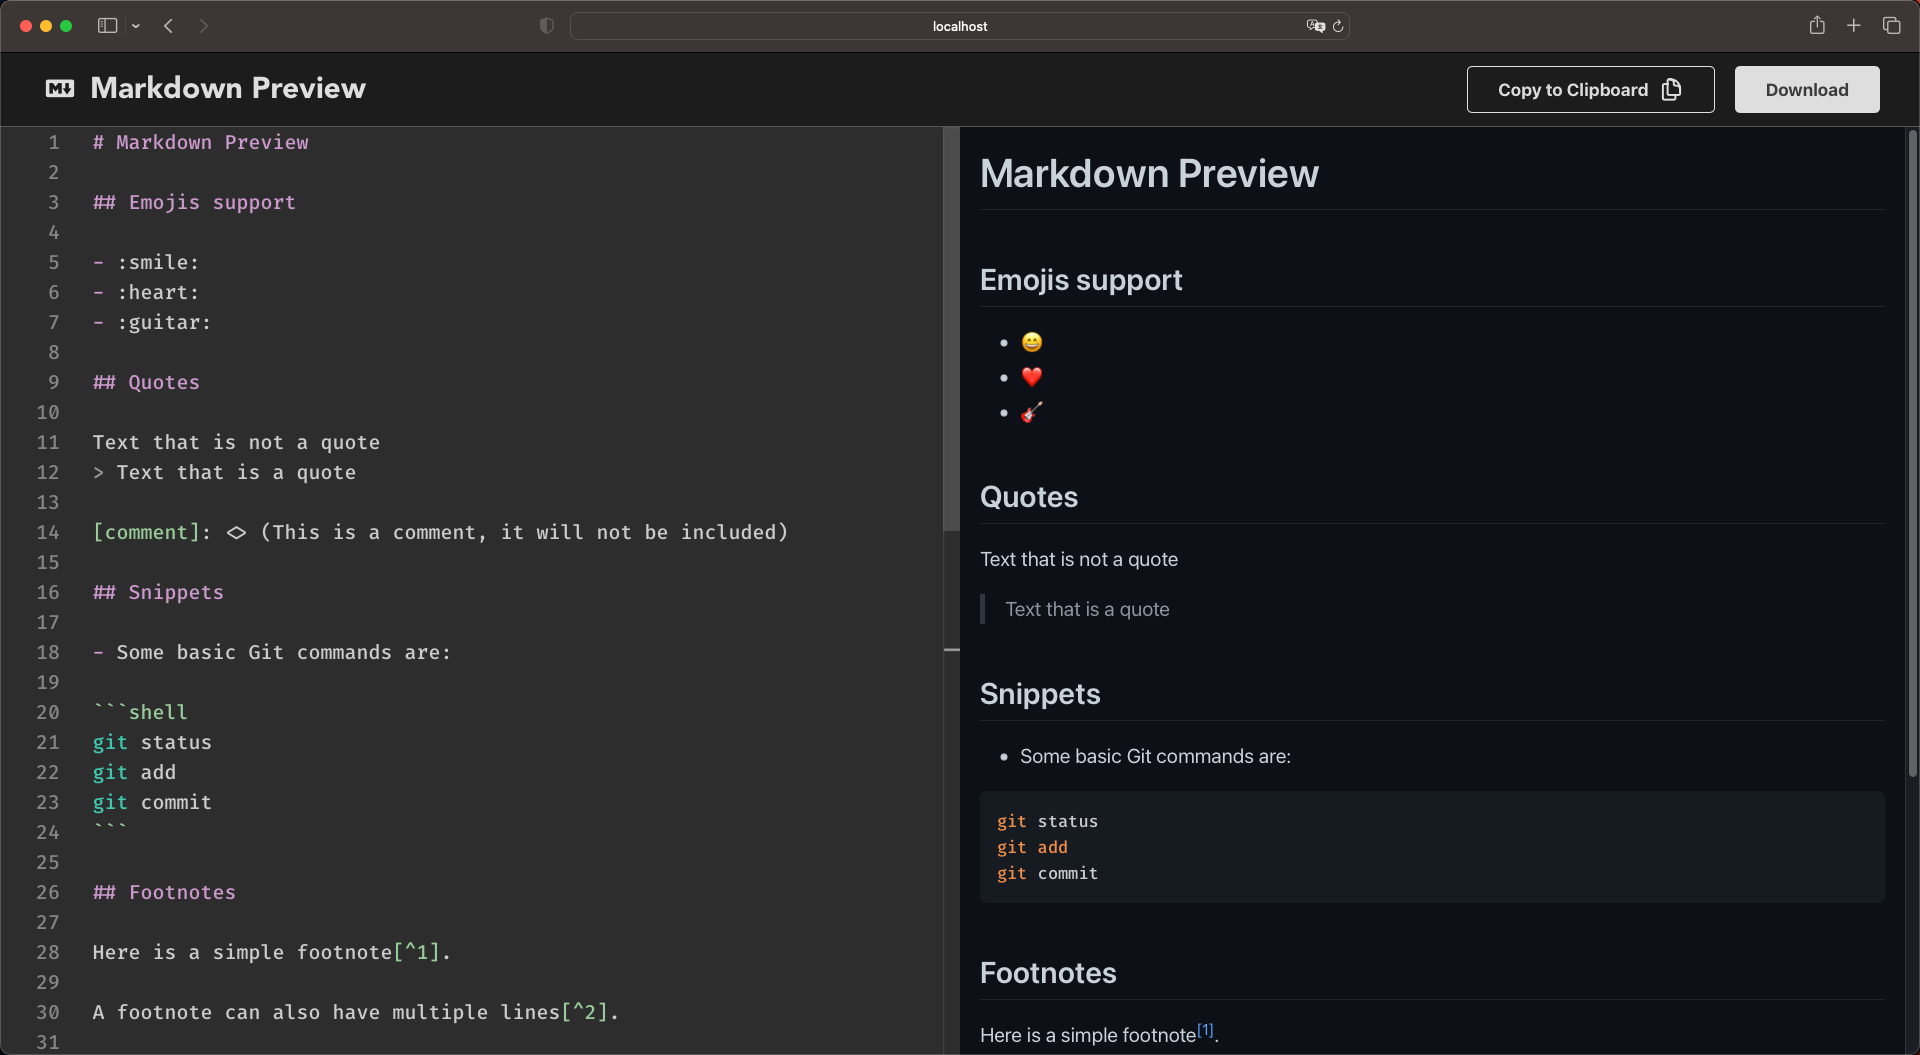 localhost
Markdown Preview
Copy to Clipboard
Download
1 # Markdown Preview
2
3 ## Emojis support
4
5 - :smile:
6 - :heart:
7 - :guitar:
8
9 ## Quotes
10
11 Text that is not a quote
12 > Text that is a quote
13
14 [comment]: <> (This is a comment, it will not be included)
15
16 ## Snippets
17
18 - Some basic Git commands are:
19
20 ```shell
21 git status
22 git add
23 git commit
24 ```
25
26 ## Footnotes
27
28 Here is a simple footnote[^1].
29
30 A footnote can also have multiple lines[^2].
31
Markdown Preview
Emojis support
• 😄
• ❤️
• 🎸
Quotes
Text that is not a quote
Text that is a quote
Snippets
• Some basic Git commands are:
git status
git add
git commit
Footnotes
Here is a simple footnote[1].